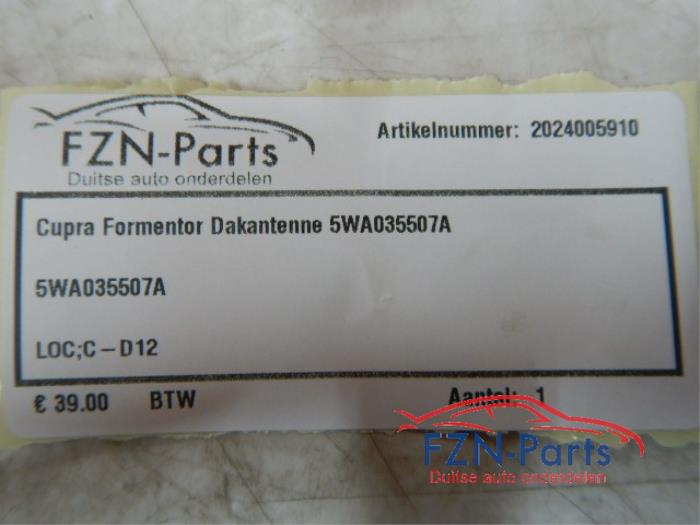 FZN-Parts
Duitse auto onderdelen
Artikelnummer: 2024005910
Cupra Formentor Dakantenne 5WA035507A
5WA035507A
LOC;C-D12
€ 39.00 BTW Aantal: 1
FZN-Parts
Duitse auto onderdelen